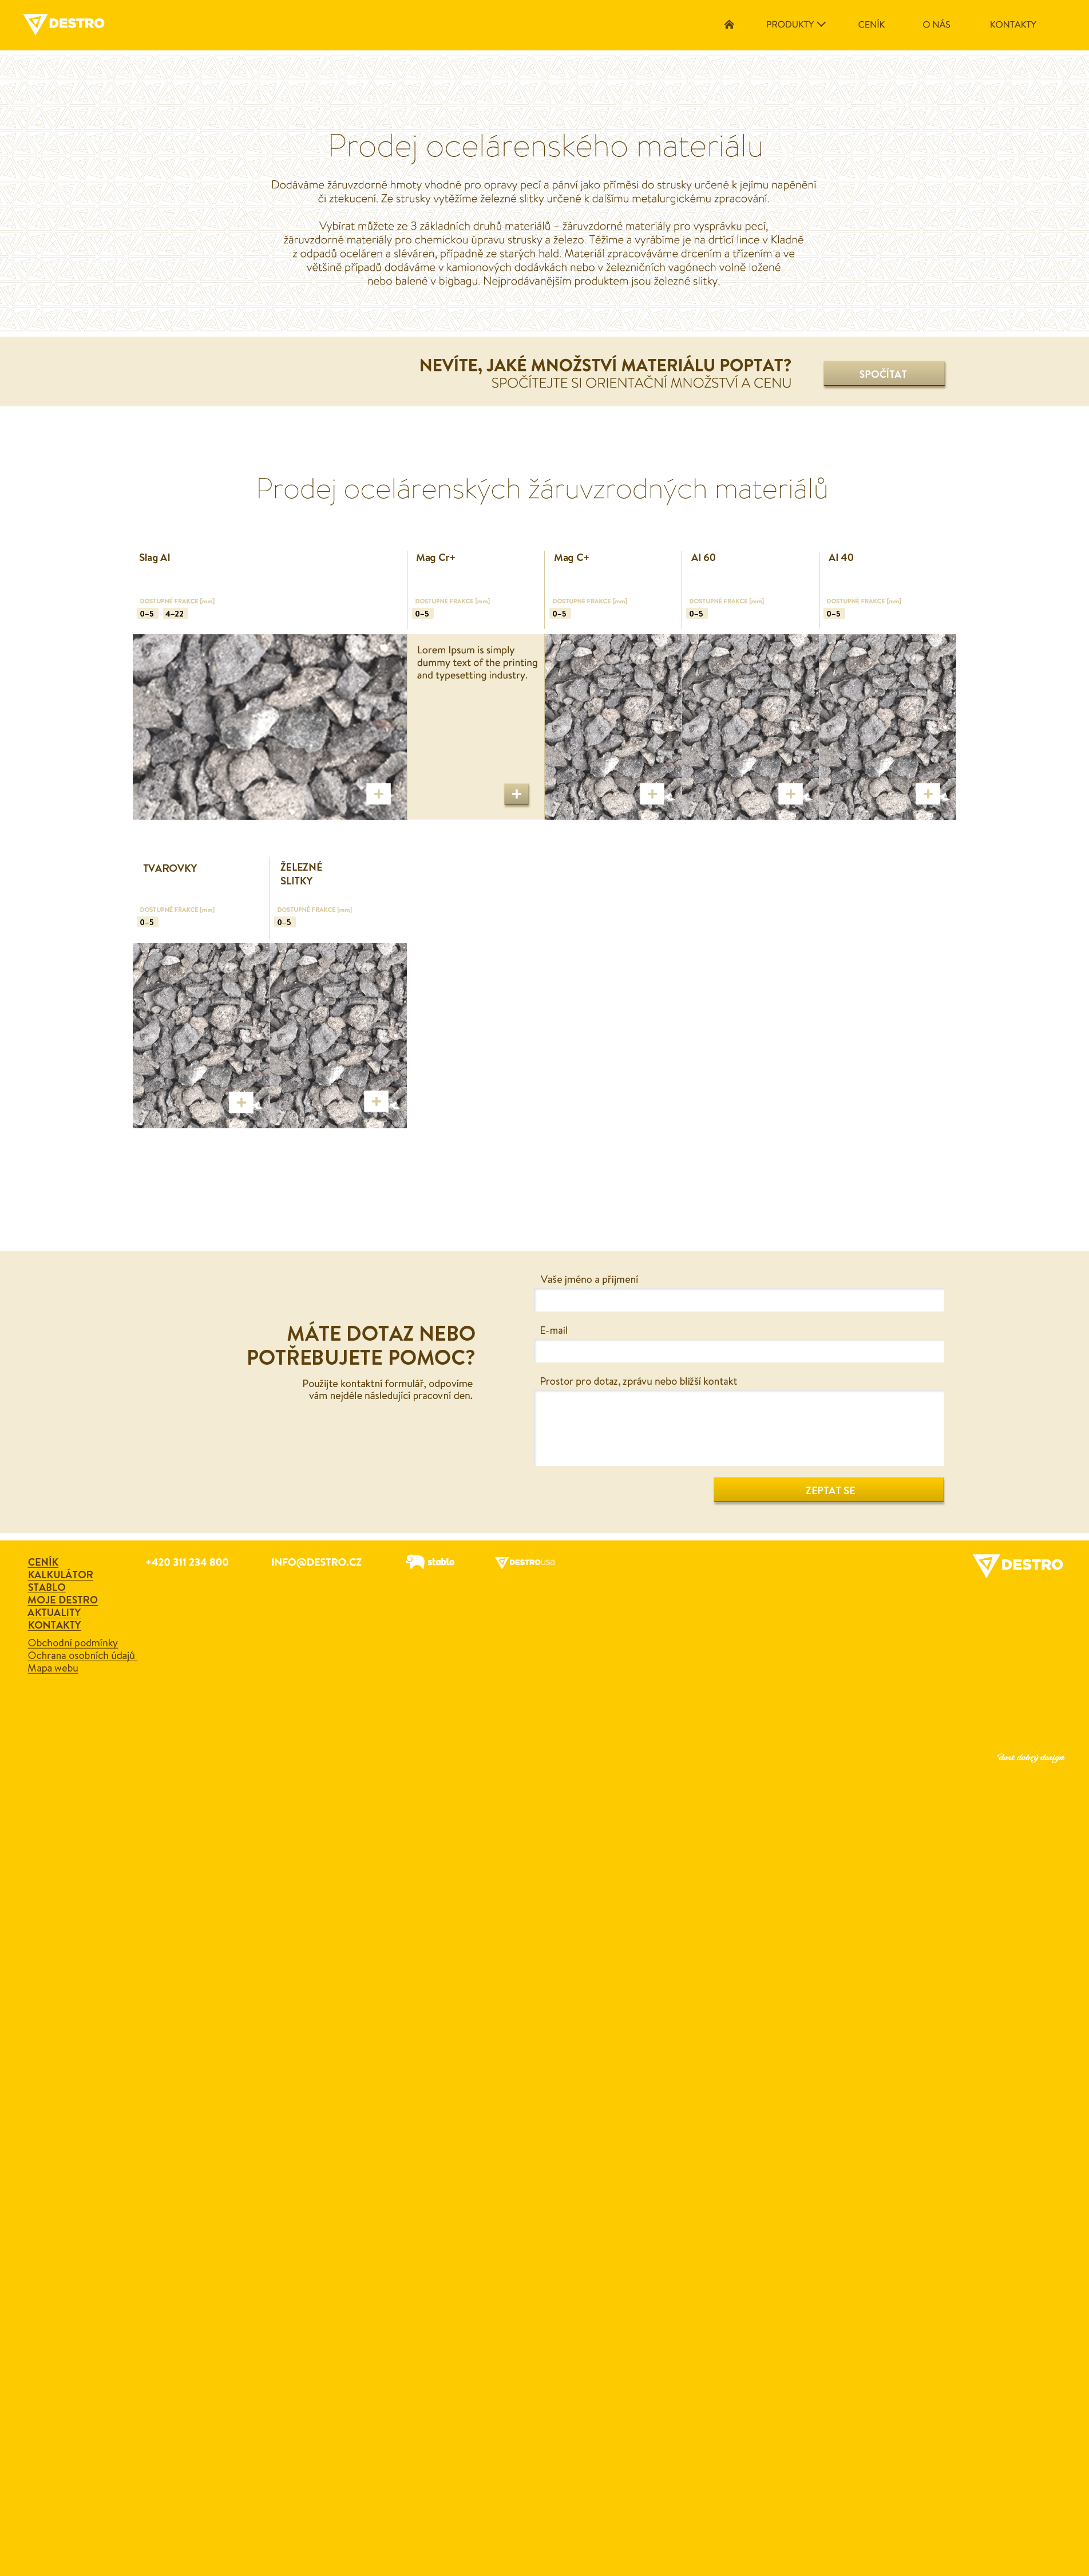 DESTRO
PRODUKTY
CENÍK
O NÁS
KONTAKTY
Prodej ocelárenského materiálu
Dodáváme žáruvzdorné hmoty vhodné pro opravy pecí a pánví jako příměsi do strusky určené k jejímu napěnění
či ztekucení. Ze strusky vytěžíme železné slitky určené k dalšímu metalurgickému zpracování.
Vybírat můžete ze 3 základních druhů materiálů – žáruvzdorné materiály pro vysprávku pecí,
žáruvzdorné materiály pro chemickou úpravu strusky a železo. Těžíme a vyrábíme je na drtící lince v Kladně
z odpadů oceláren a sléváren, případně ze starých hald. Materiál zpracováváme drcením a třízením a ve
většině případů dodáváme v kamionových dodávkách nebo v železničních vagónech volně ložené
nebo balené v bigbagu. Nejprodávanějším produktem jsou železné slitky.
NEVÍTE, JAKÉ MNOŽSTVÍ MATERIÁLU POPTAT?
SPOČÍTEJTE SI ORIENTAČNÍ MNOŽSTVÍ A CENU
SPOČÍTAT
Prodej ocelárenských žáruvzrodných materiálů
Slag Al
DOSTUPNÉ FRAKCE [mm]
0–5 4–22
Mag Cr+
DOSTUPNÉ FRAKCE [mm]
0–5
Lorem Ipsum is simply
dummy text of the printing
and typesetting industry.
Mag C+
DOSTUPNÉ FRAKCE [mm]
0–5
Al 60
DOSTUPNÉ FRAKCE [mm]
0–5
Al 40
DOSTUPNÉ FRAKCE [mm]
0–5
TVAROVKY
DOSTUPNÉ FRAKCE [mm]
0–5
ŽELEZNÉ
SLITKY
DOSTUPNÉ FRAKCE [mm]
0–5
MÁTE DOTAZ NEBO
POTŘEBUJETE POMOC?
Použijte kontaktní formulář, odpovíme
vám nejdéle následující pracovní den.
Vaše jméno a přijmení
E-mail
Prostor pro dotaz, zprávu nebo bližší kontakt
ZEPTAT SE
CENÍK
KALKULÁTOR
STABLO
MOJE DESTRO
AKTUALITY
KONTAKTY
Obchodní podmínky
Ochrana osobních údajů
Mapa webu
+420 311 234 800
INFO@DESTRO.CZ
stablo
DESTROusa
DESTRO
dost dobrý design